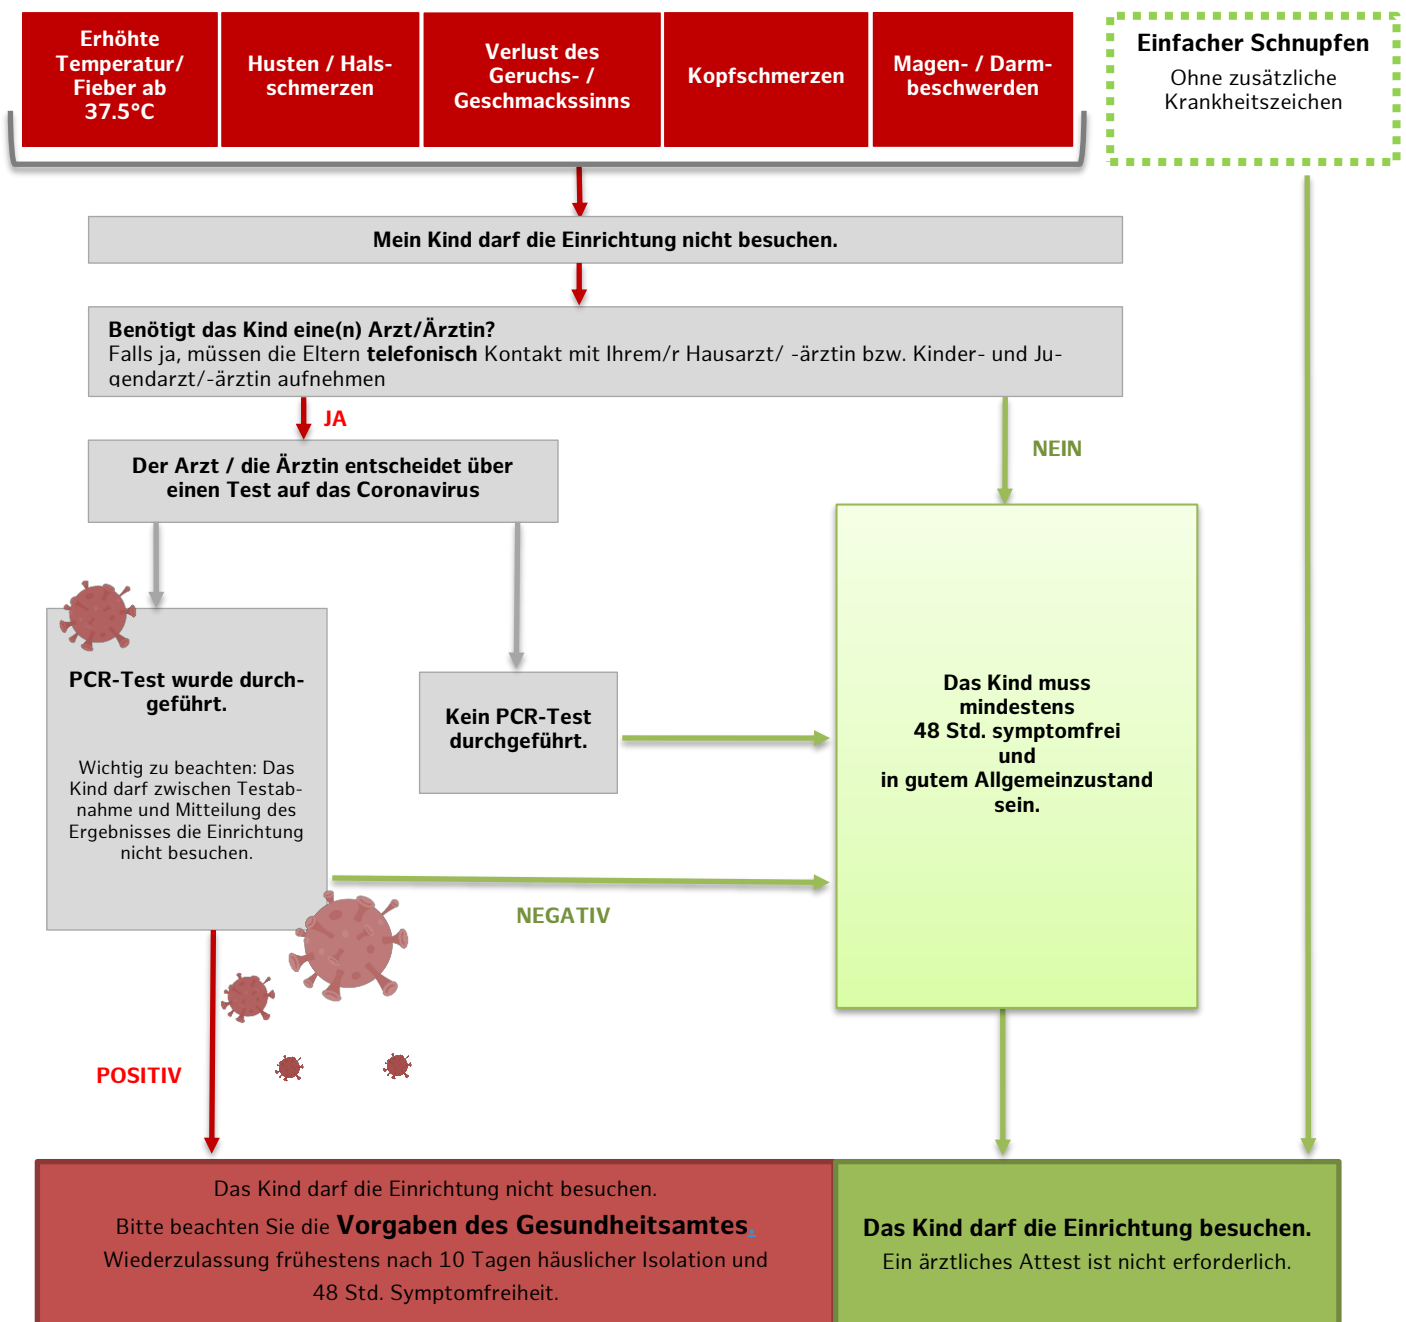 Erhöhte
Temperatur/
Fieber ab
37.5°C
Husten / Hals-
schmerzen
Verlust des
Geruchs- /
Geschmackssinns
Kopfschmerzen
Magen- / Darm-
beschwerden
Einfacher Schnupfen
Ohne zusätzliche
Krankheitszeichen
Mein Kind darf die Einrichtung nicht besuchen.
Benötigt das Kind eine(n) Arzt/Ärztin?
Falls ja, müssen die Eltern telefonisch Kontakt mit Ihrem/r Hausarzt/ -ärztin bzw. Kinder- und Ju-
gendarzt/-ärztin aufnehmen
JA
NEIN
Der Arzt / die Ärztin entscheidet über
einen Test auf das Coronavirus
PCR-Test wurde durch-
geführt.
Wichtig zu beachten: Das
Kind darf zwischen Testab-
nahme und Mitteilung des
Ergebnisses die Einrichtung
nicht besuchen.
Kein PCR-Test
durchgeführt.
Das Kind muss
mindestens
48 Std. symptomfrei
und
in gutem Allgemeinzustand
sein.
NEGATIV
POSITIV
Das Kind darf die Einrichtung nicht besuchen.
Bitte beachten Sie die Vorgaben des Gesundheitsamtes.
Wiederzulassung frühestens nach 10 Tagen häuslicher Isolation und
48 Std. Symptomfreiheit.
Das Kind darf die Einrichtung besuchen.
Ein ärztliches Attest ist nicht erforderlich.